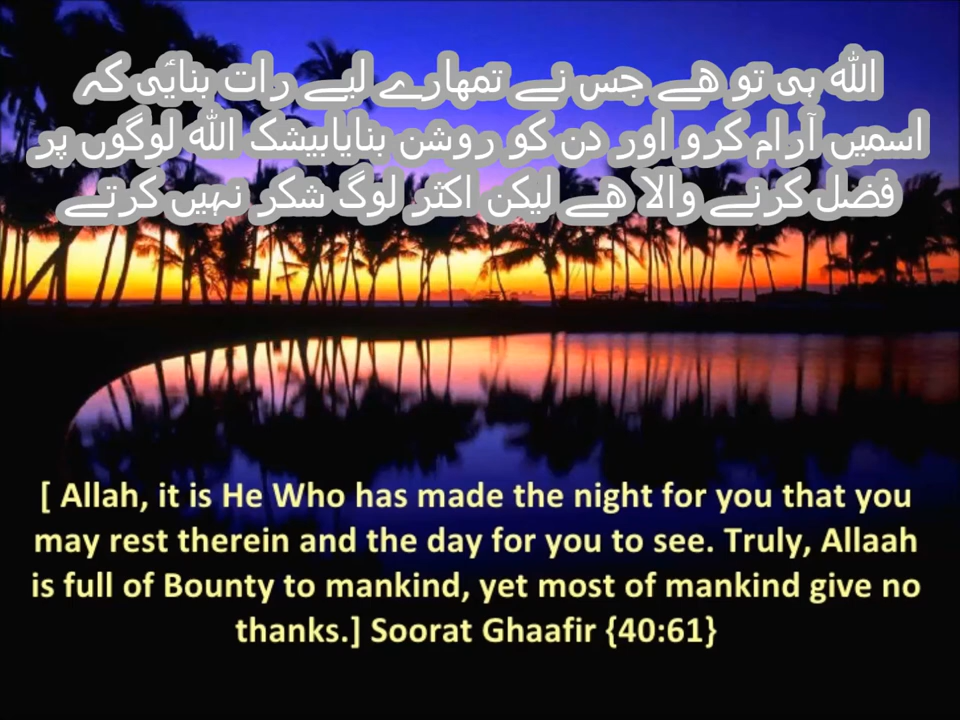 اللہ ہی تو ھے جس نے تمھارے لیے رات بنایؑی کہ
اسمیں آرام کرو اور دن کو روشن بنایابیشک اللہ لوگوں پر
فضل کرنے والا ھے لیکن اکثر لوگ شکر نہیں کرتے
[ Allah, it is He Who has made the night for you that you
may rest therein and the day for you to see. Truly, Allaah
is full of Bounty to mankind, yet most of mankind give no
thanks.] Soorat Ghaafir {40:61}